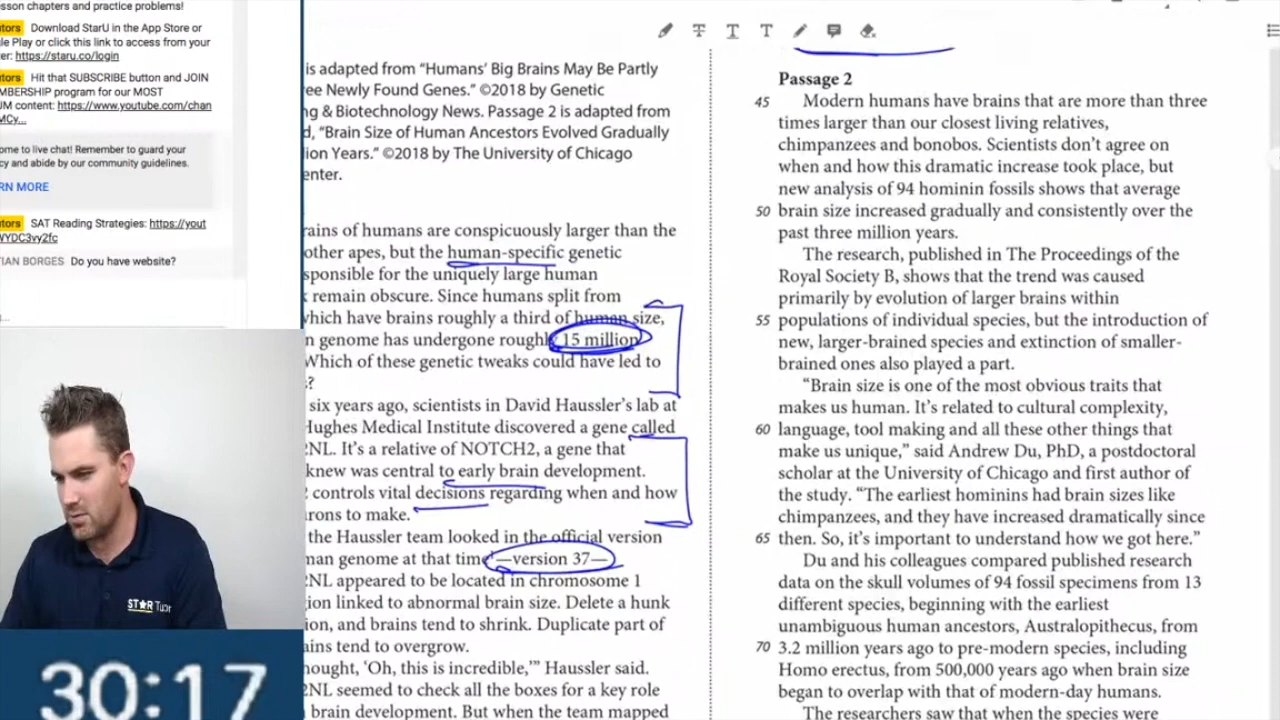 sson chapters and practice problems!
tors Download StarU in the App Store or
le Play or click this link to access from your
er: https://staru.co/login
tors Hit that SUBSCRIBE button and JOIN
MBERSHIP program for our MOST
UM content: https://www.youtube.com/chan
MCy...
me to live chat! Remember to guard your
cy and abide by our community guidelines.
RN MORE
tors SAT Reading Strategies: https://yout
WYDC3vy2fc
TIAN BORGES Do you have website?
STAR Tutor
30:17
is adapted from “Humans’ Big Brains May Be Partly
ee Newly Found Genes.” ©2018 by Genetic
ng & Biotechnology News. Passage 2 is adapted from
d, “Brain Size of Human Ancestors Evolved Gradually
ion Years.” ©2018 by The University of Chicago
enter.
rains of humans are conspicuously larger than the
other apes, but the human-specific genetic
sponsible for the uniquely large human
remain obscure. Since humans split from
which have brains roughly a third of human size,
n genome has undergone roughly 15 million
Which of these genetic tweaks could have led to
s?
six years ago, scientists in David Haussler’s lab at
Hughes Medical Institute discovered a gene called
2NL. It’s a relative of NOTCH2, a gene that
knew was central to early brain development.
controls vital decisions regarding when and how
rons to make.
the Haussler team looked in the official version
man genome at that time—version 37—
2NL appeared to be located in chromosome 1
ion linked to abnormal brain size. Delete a hunk
ion, and brains tend to shrink. Duplicate part of
ains tend to overgrow.
hought, ‘Oh, this is incredible,’” Haussler said.
2NL seemed to check all the boxes for a key role
brain development. But when the team mapped
Passage 2
45 Modern humans have brains that are more than three
times larger than our closest living relatives,
chimpanzees and bonobos. Scientists don’t agree on
when and how this dramatic increase took place, but
new analysis of 94 hominin fossils shows that average
50 brain size increased gradually and consistently over the
past three million years.
The research, published in The Proceedings of the
Royal Society B, shows that the trend was caused
primarily by evolution of larger brains within
55 populations of individual species, but the introduction of
new, larger-brained species and extinction of smaller-
brained ones also played a part.
“Brain size is one of the most obvious traits that
makes us human. It’s related to cultural complexity,
60 language, tool making and all these other things that
make us unique,” said Andrew Du, PhD, a postdoctoral
scholar at the University of Chicago and first author of
the study. “The earliest hominins had brain sizes like
chimpanzees, and they have increased dramatically since
65 then. So, it’s important to understand how we got here.”
Du and his colleagues compared published research
data on the skull volumes of 94 fossil specimens from 13
different species, beginning with the earliest
unambiguous human ancestors, Australopithecus, from
70 3.2 million years ago to pre-modern species, including
Homo erectus, from 500,000 years ago when brain size
began to overlap with that of modern-day humans.
The researchers saw that when the species were